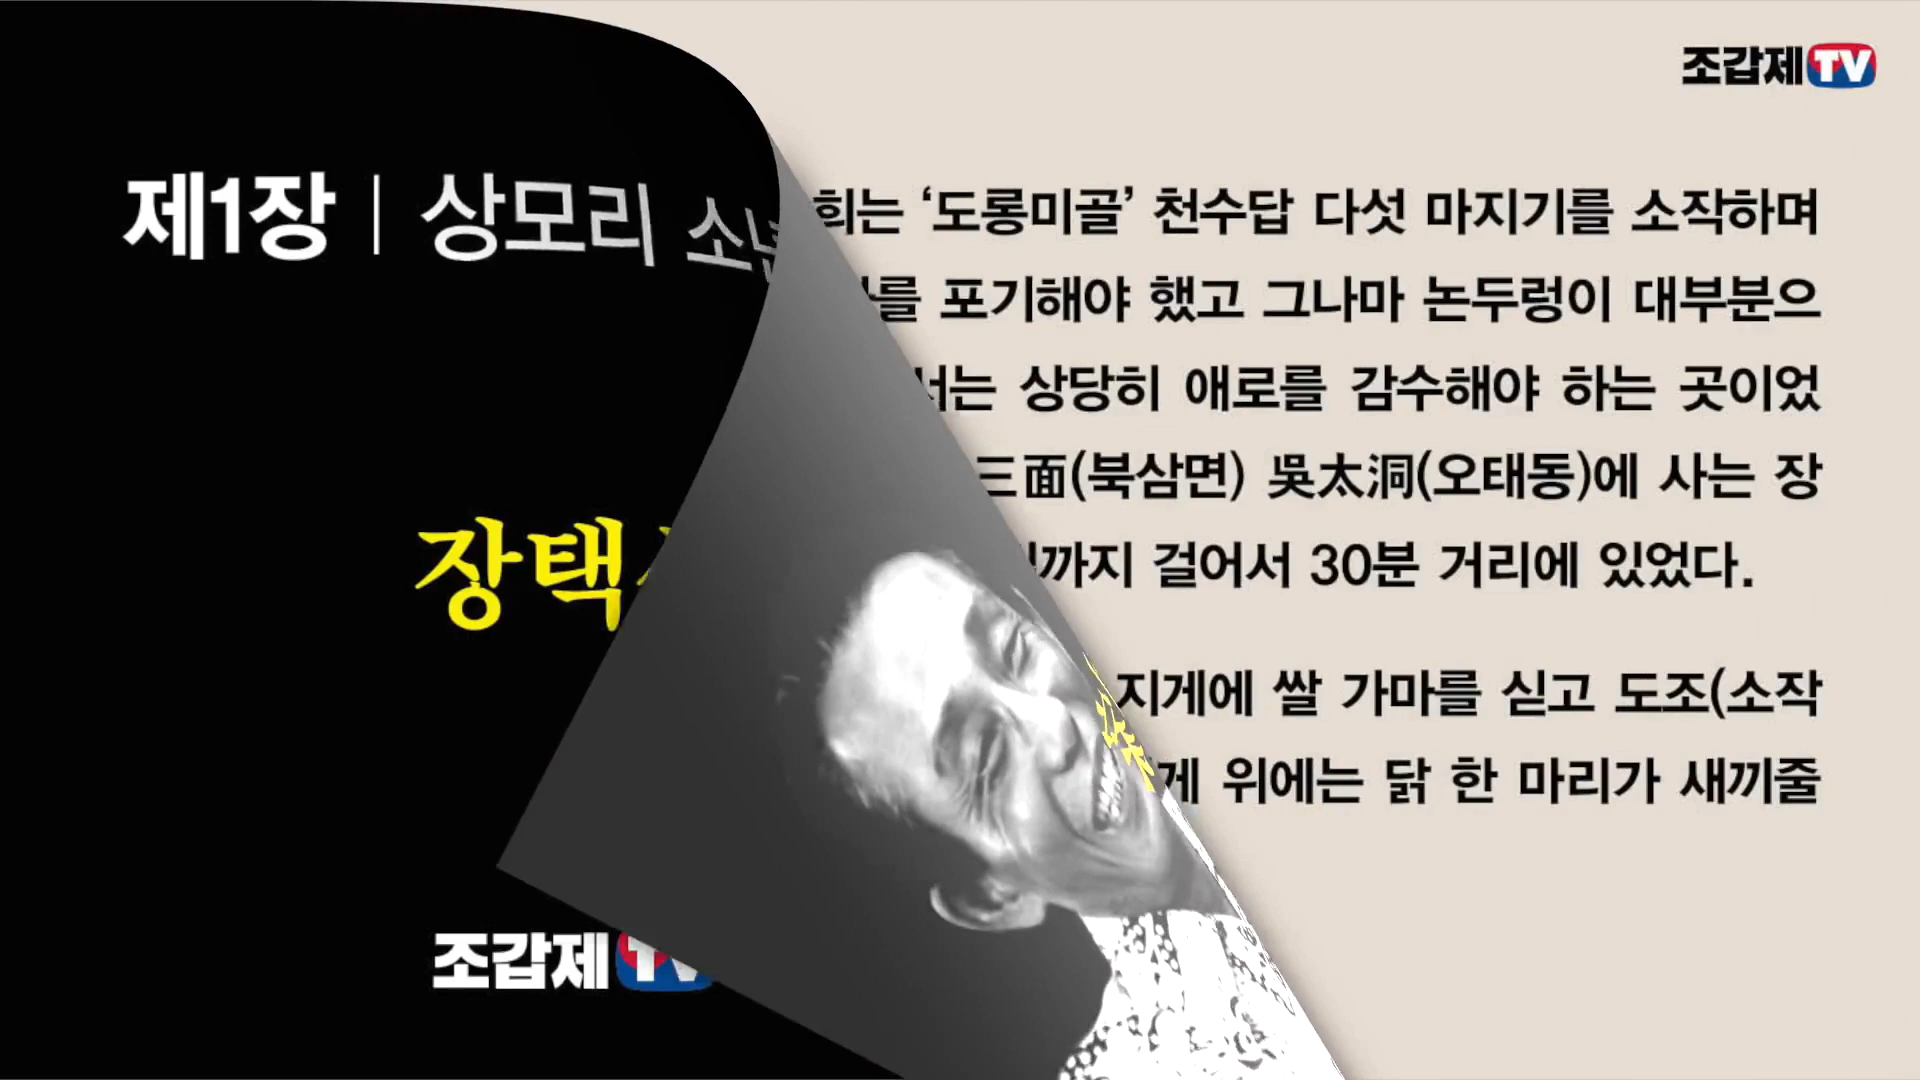 조갑제TV
제1장 | 상모리
희는 ‘도롱미골’ 천수답 다섯 마지기를 소작하며
를 포기해야 했고 그나마 논두렁이 대부분으
서는 상당히 애로를 감수해야 하는 곳이었
三面(북삼면) 吳太洞(오태동)에 사는 장
까지 걸어서 30분 거리에 있었다.
장택
지게에 쌀 가마를 싣고 도조(소작
게 위에는 닭 한 마리가 새끼줄
조갑제TV